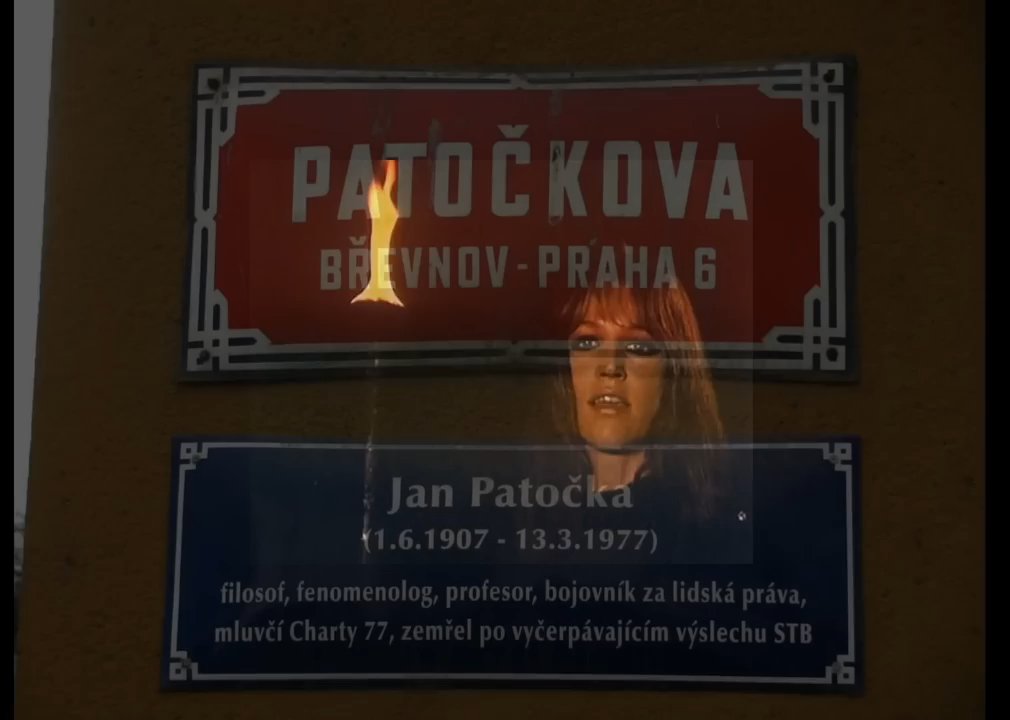 PATOČKOVA
BŘEVNOV - PRAHA 6
Jan Patočka
(1.6.1907 - 13.3.1977)
filosof, fenomenolog, profesor, bojovník za lidská práva,
mluvčí Charty 77, zemřel po vyčerpávajícím výslechu STB